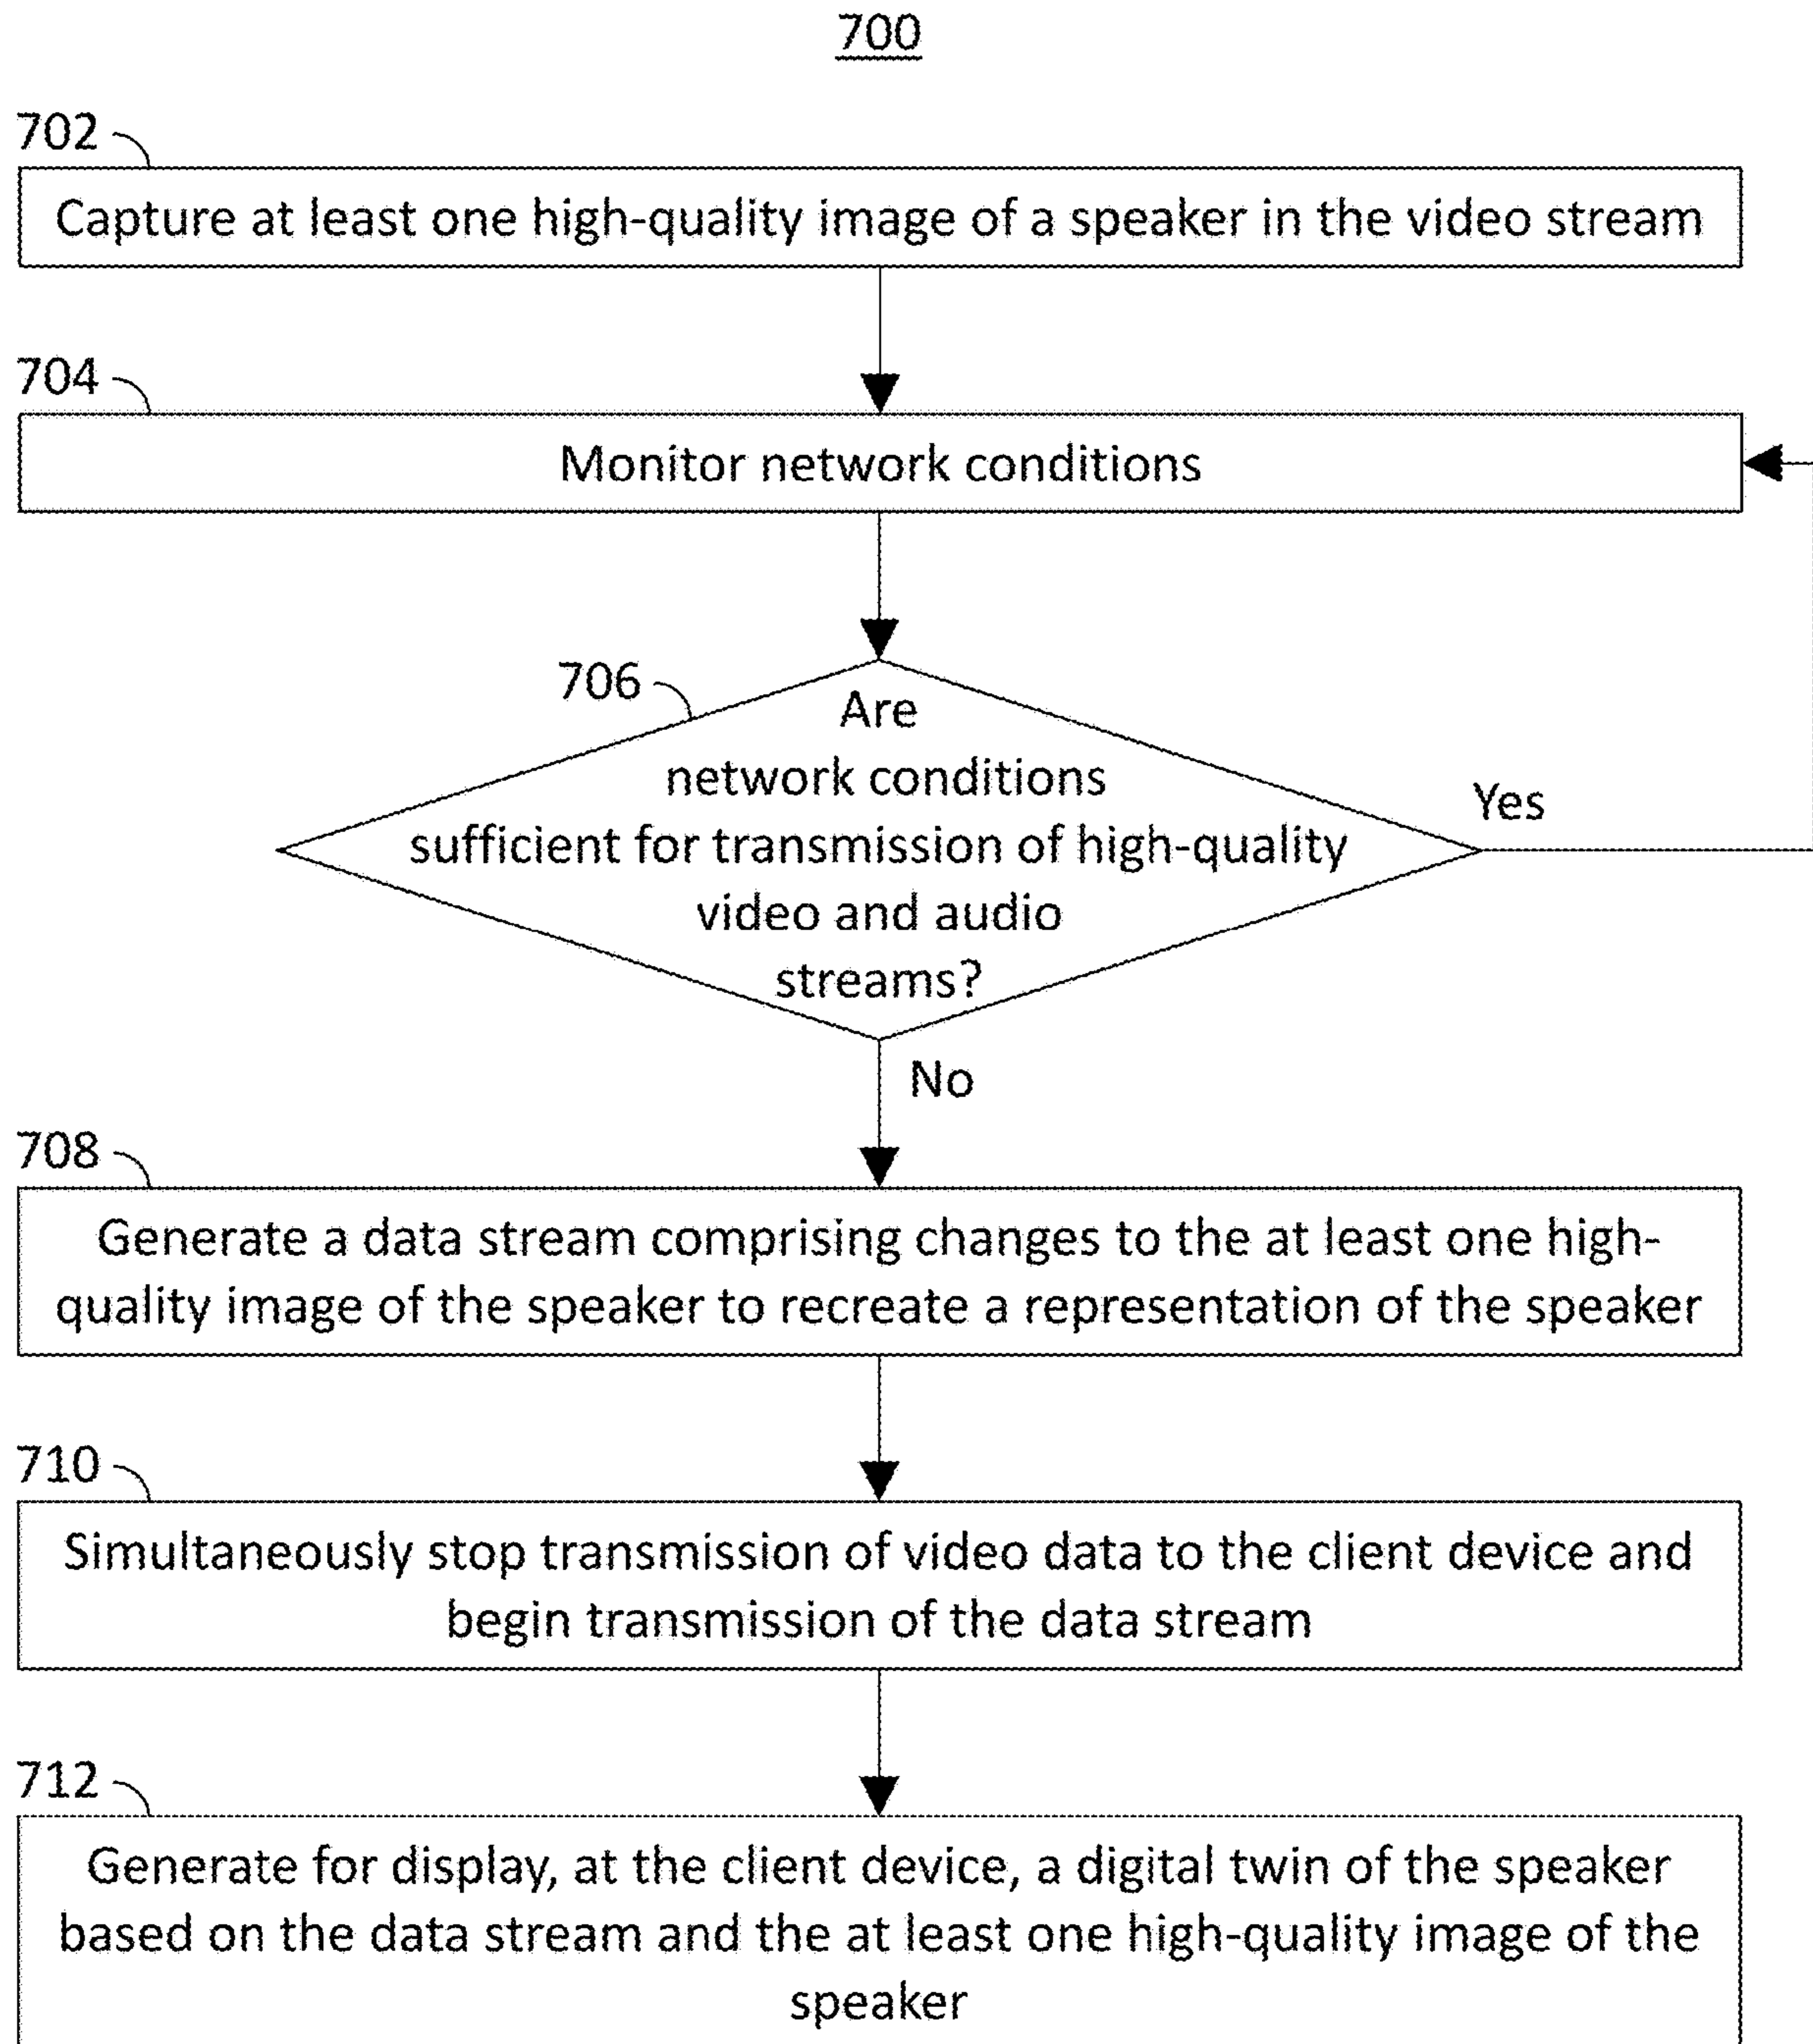 700
702
Capture at least one high-quality image of a speaker in the video stream
704
Monitor network conditions
706
Are
network conditions
sufficient for transmission of high-quality
video and audio
streams?
Yes
No
708
Generate a data stream comprising changes to the at least one high-
quality image of the speaker to recreate a representation of the speaker
710
Simultaneously stop transmission of video data to the client device and
begin transmission of the data stream
712
Generate for display, at the client device, a digital twin of the speaker
based on the data stream and the at least one high-quality image of the
speaker